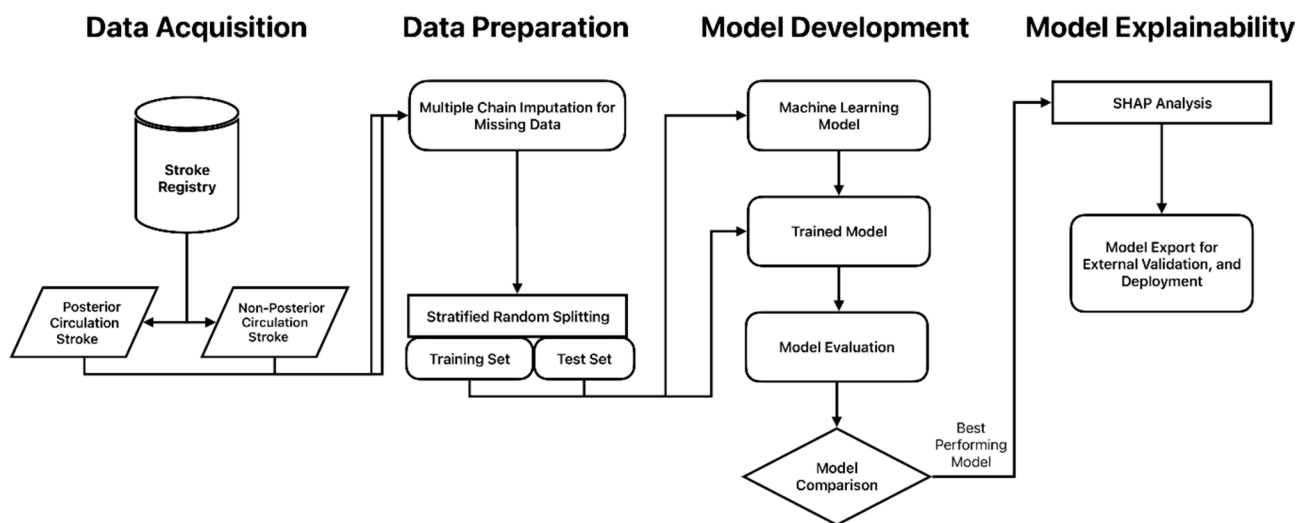 Data Acquisition
Data Preparation
Model Development
Model Explainability
Stroke
Registry
Posterior
Circulation
Stroke
Non-Posterior
Circulation
Stroke
Multiple Chain Imputation for
Missing Data
Stratified Random Splitting
Training Set
Test Set
Machine Learning
Model
Trained Model
Model Evaluation
Model
Comparison
Best
Performing
Model
SHAP Analysis
Model Export for
External Validation, and
Deployment